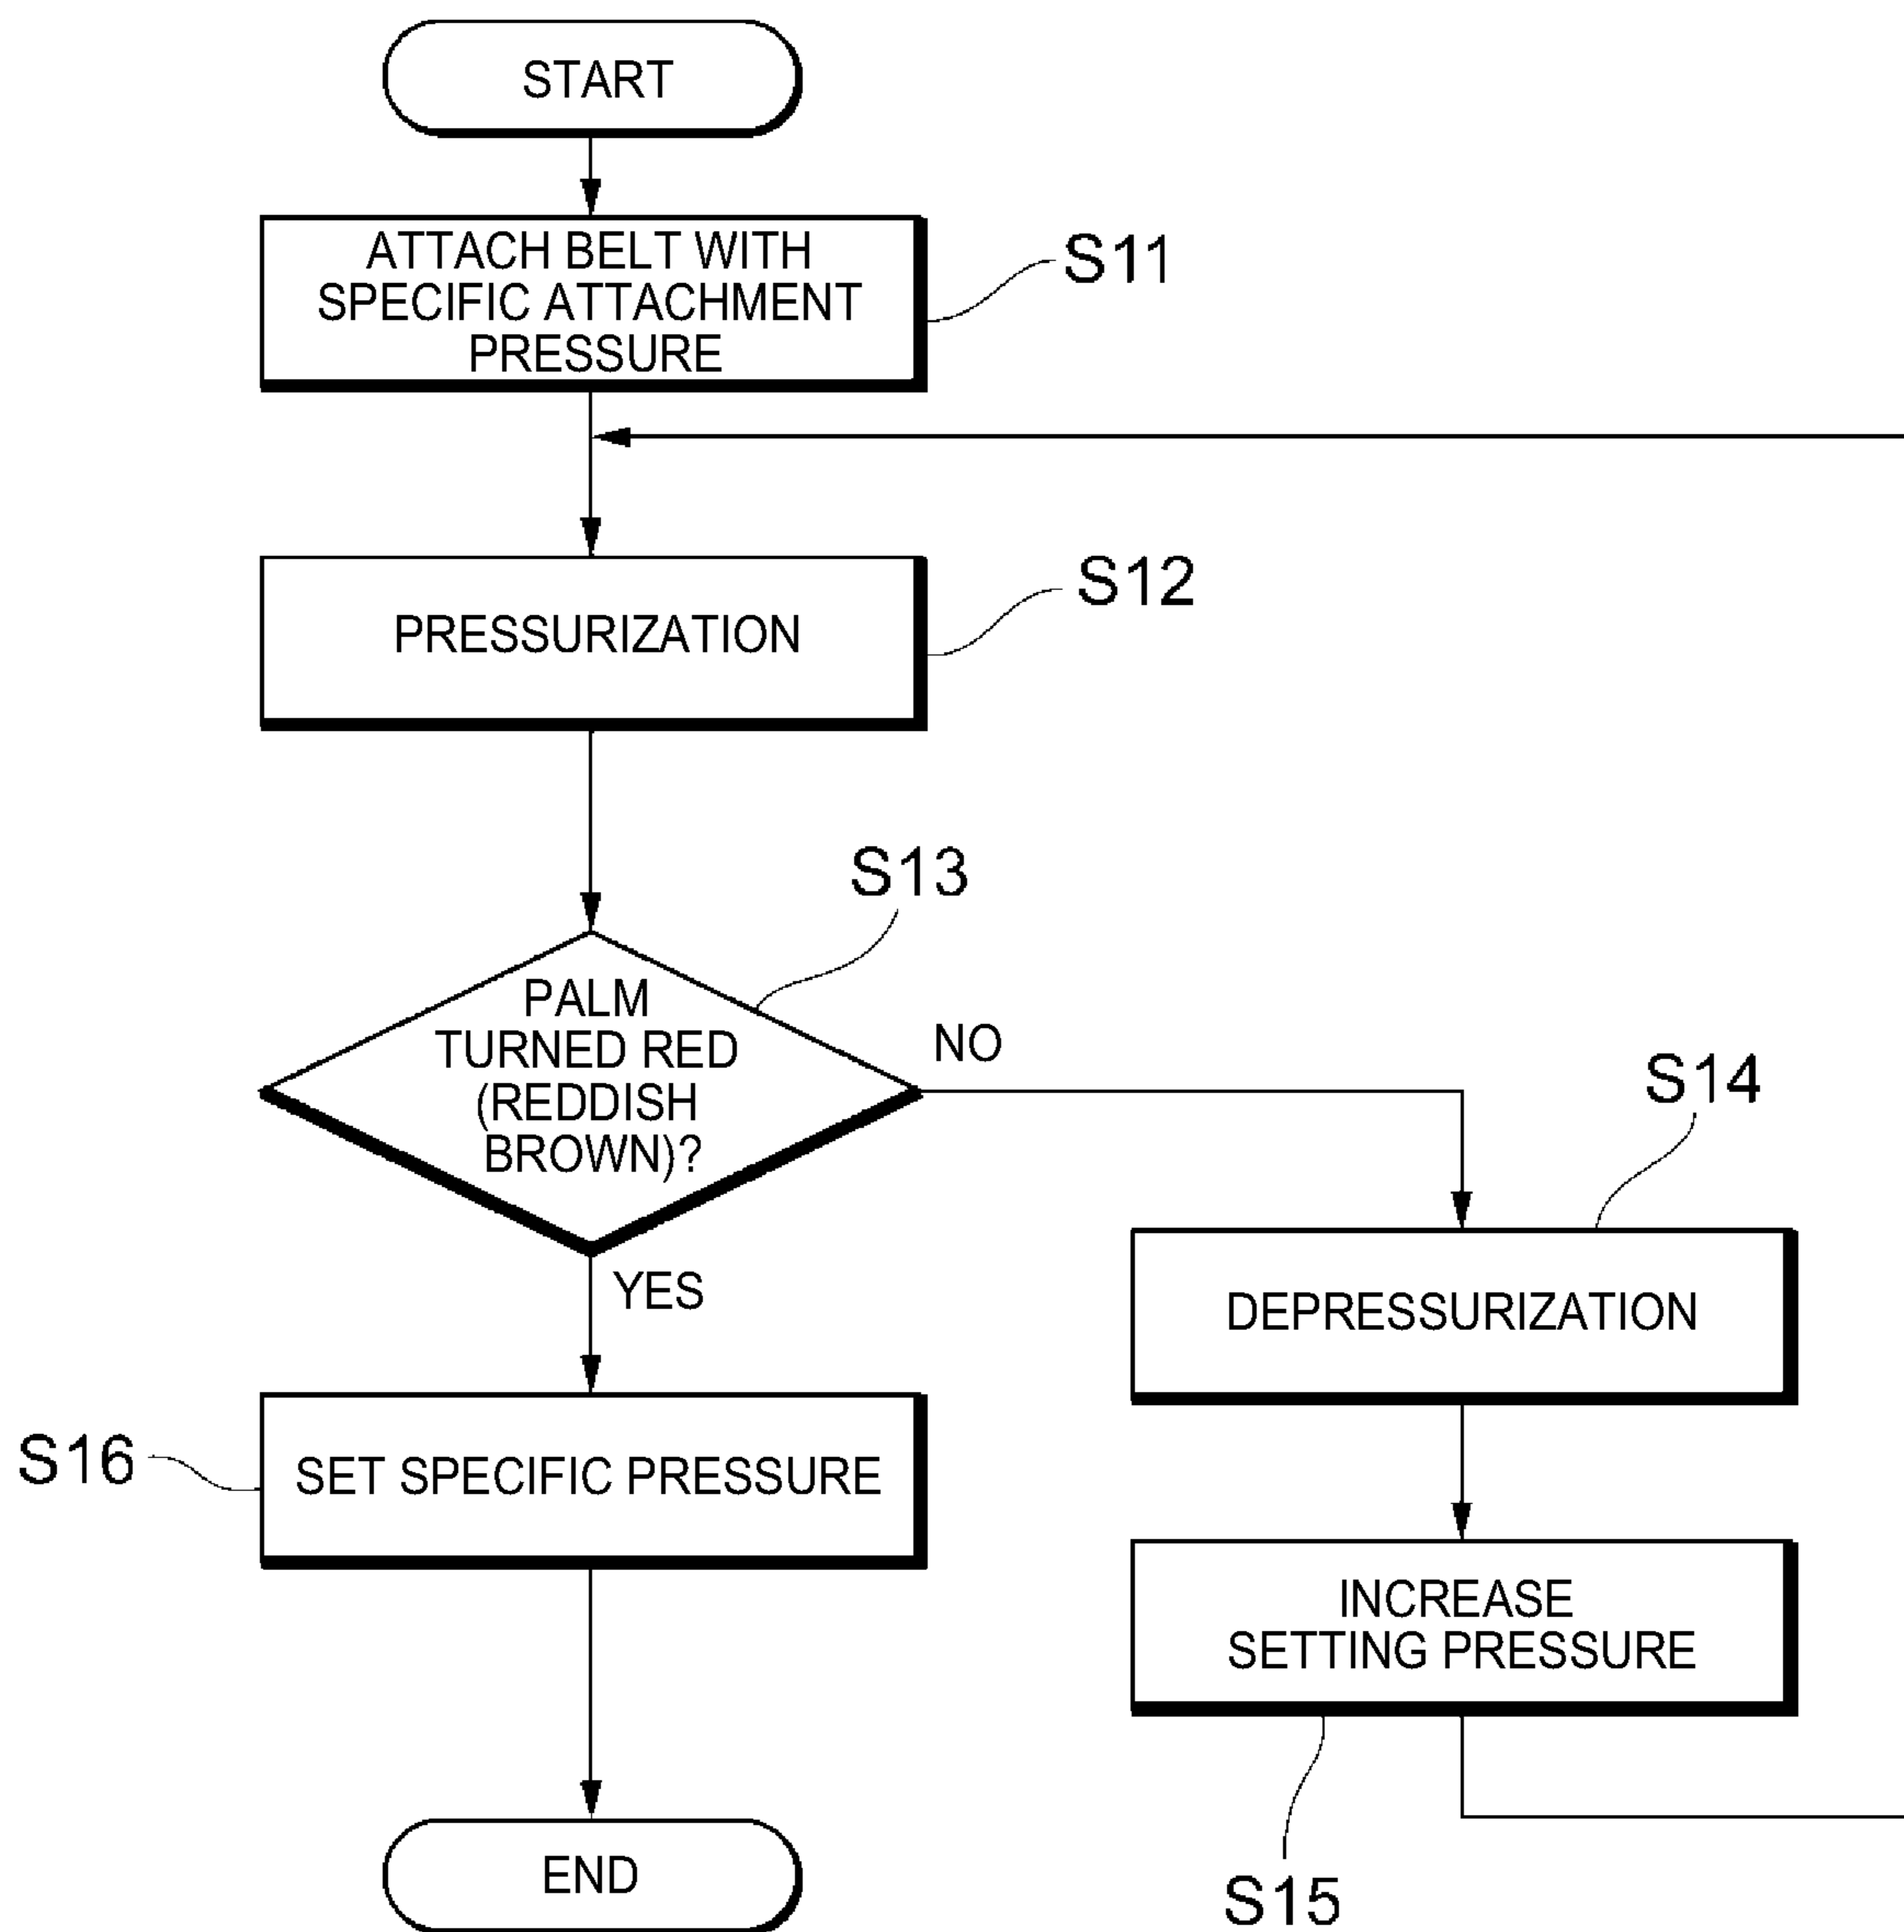 START
ATTACH BELT WITH
SPECIFIC ATTACHMENT
PRESSURE
S11
PRESSURIZATION
S12
S13
PALM
TURNED RED
(REDDISH
BROWN)?
NO
YES
S14
DEPRESSURIZATION
INCREASE
SETTING PRESSURE
S15
S16
SET SPECIFIC PRESSURE
END